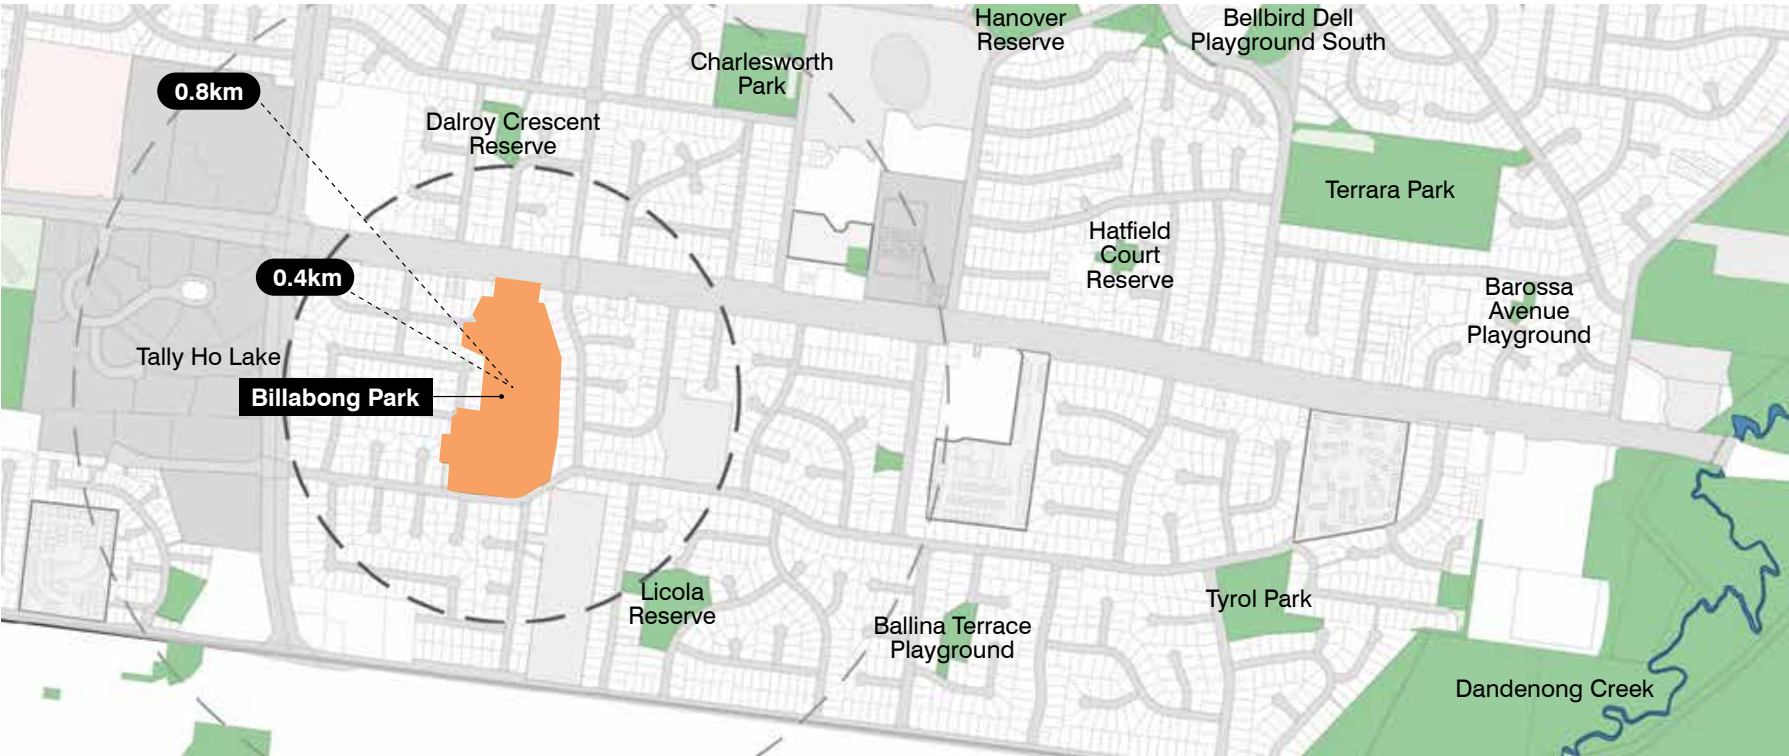 Hanover
Reserve
Bellbird Dell
Playground South
Charlesworth
Park
0.8km
Dalroy Crescent
Reserve
Terrara Park
Hatfield
Court
Reserve
0.4km
Barossa
Avenue
Playground
Tally Ho Lake
Billabong Park
Licola
Reserve
Tyrol Park
Ballina Terrace
Playground
Dandenong Creek